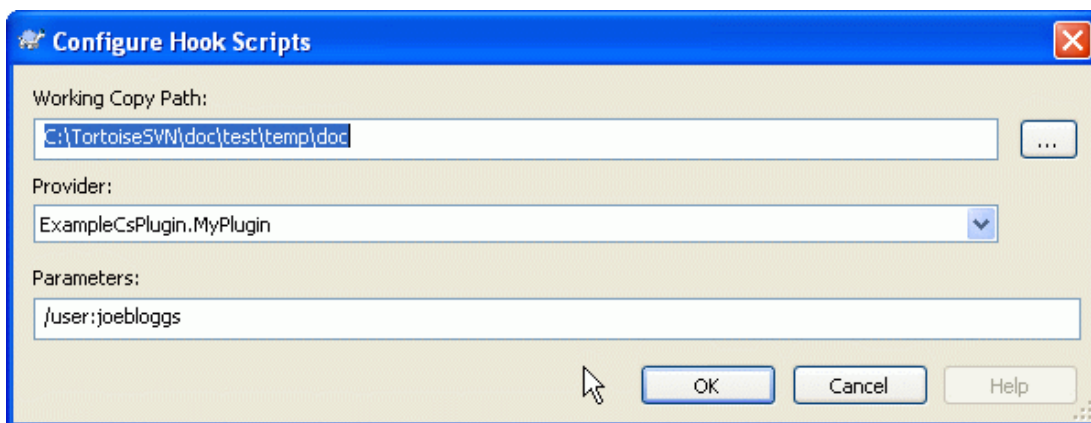 Configure Hook Scripts
Working Copy Path:
C:\TortoiseSVN\doc\test\temp\doc
...
Provider:
ExampleCsPlugin.MyPlugin
Parameters:
/user:joebloggs
OK Cancel Help